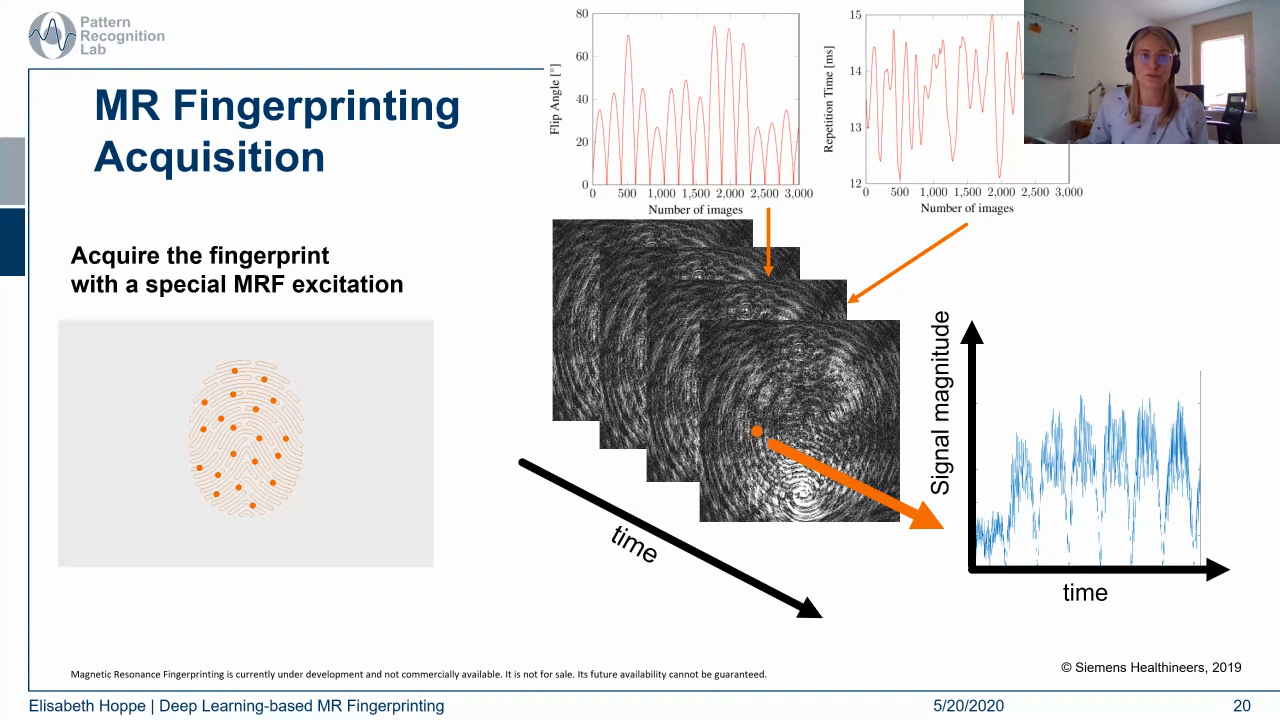 Pattern
Recognition
Lab
MR Fingerprinting
Acquisition
Acquire the fingerprint
with a special MRF excitation
Flip Angle [°]
80
60
40
20
0
0 500 1,000 1,500 2,000 2,500 3,000
Number of images
Repetition Time [ms]
15
14
13
12
0 500 1,000 1,500 2,000 2,500 3,000
Number of images
time
Signal magnitude
time
© Siemens Healthineers, 2019
Magnetic Resonance Fingerprinting is currently under development and not commercially available. It is not for sale. Its future availability cannot be guaranteed.
Elisabeth Hoppe | Deep Learning-based MR Fingerprinting
5/20/2020
20